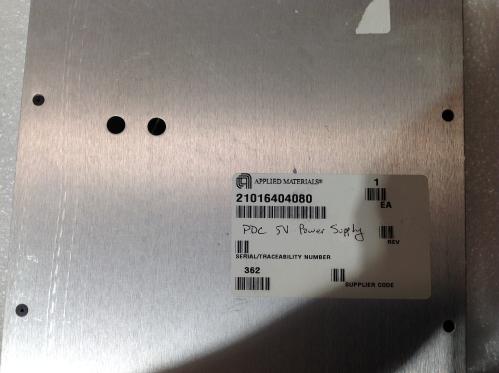 APPLIED MATERIALS®
1
21016404080
EA
PDC 5V Power Supply
REV
SERIAL/TRACEABILITY NUMBER
362
SUPPLIER CODE